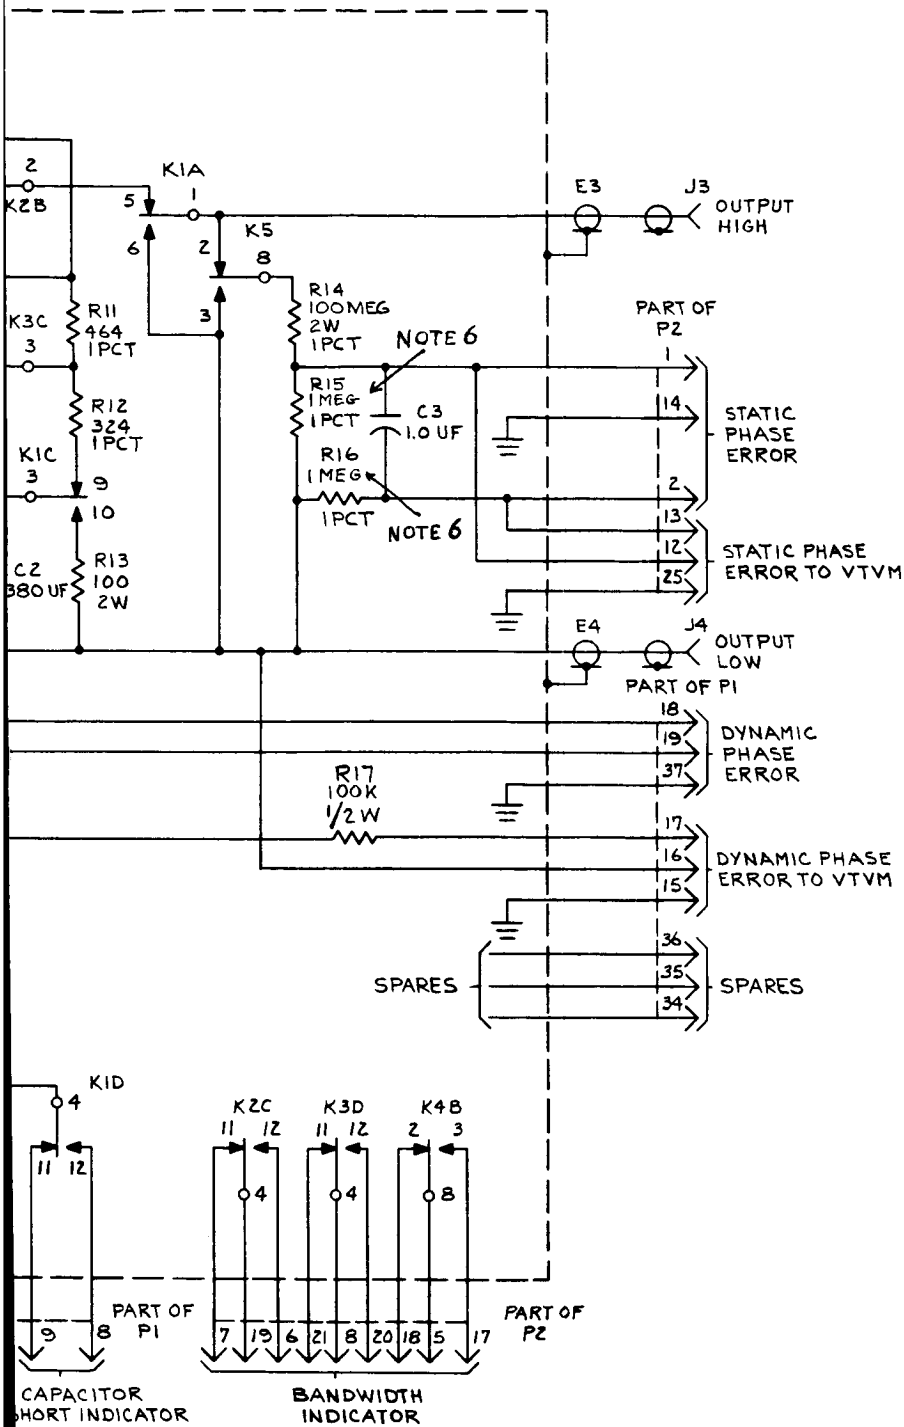 2
K2B
K1A
1
5
6
K5
2
8
3
E3
J3
OUTPUT
HIGH
R14
100MEG
2W
1PCT
NOTE 6
PART OF
P2
1
R11
464
1PCT
K3C
3
R15
1MEG
1PCT
C3
1.0 UF
14
STATIC
PHASE
ERROR
R12
324
1PCT
K1C
3
9
10
R16
1MEG
1PCT
NOTE 6
2
13
12
25
STATIC PHASE
ERROR TO VTVM
C2
380 UF
R13
100
2W
E4
J4
OUTPUT
LOW
PART OF P1
18
19
37
DYNAMIC
PHASE
ERROR
R17
100K
1/2 W
17
16
15
DYNAMIC PHASE
ERROR TO VTVM
36
35
34
SPARES
SPARES
K1D
4
11 12
K2C
11 12
4
K3D
11 12
4
K4B
2 3
8
PART OF
P1
PART OF
P2
9 8
7 19 6 21 8 20 18 5 17
CAPACITOR
SHORT INDICATOR
BANDWIDTH
INDICATOR